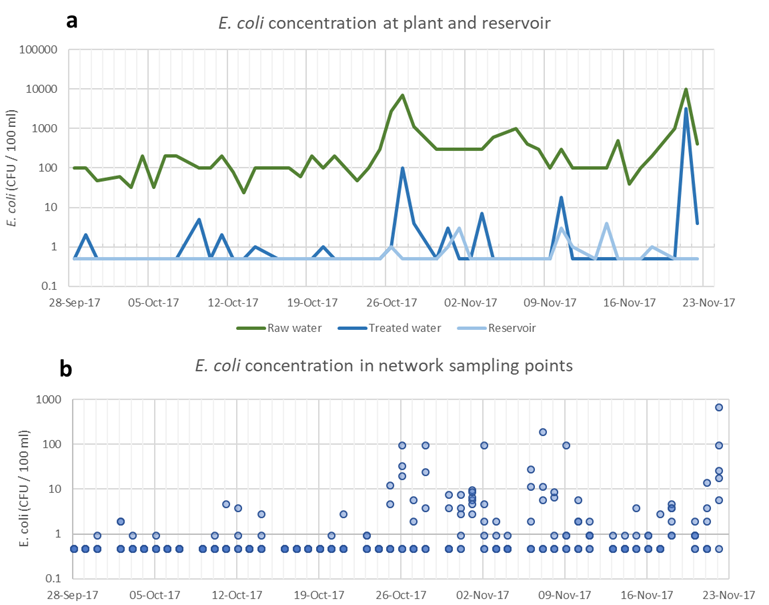 a
E. coli concentration at plant and reservoir
E. coli (CFU / 100 ml)
100000
10000
1000
100
10
1
0.1
28-Sep-17 05-Oct-17 12-Oct-17 19-Oct-17 26-Oct-17 02-Nov-17 09-Nov-17 16-Nov-17 23-Nov-17
Raw water Treated water Reservoir
b
E. coli concentration in network sampling points
E. coli (CFU / 100 ml)
1000
100
10
1
0.1
28-Sep-17 05-Oct-17 12-Oct-17 19-Oct-17 26-Oct-17 02-Nov-17 09-Nov-17 16-Nov-17 23-Nov-17